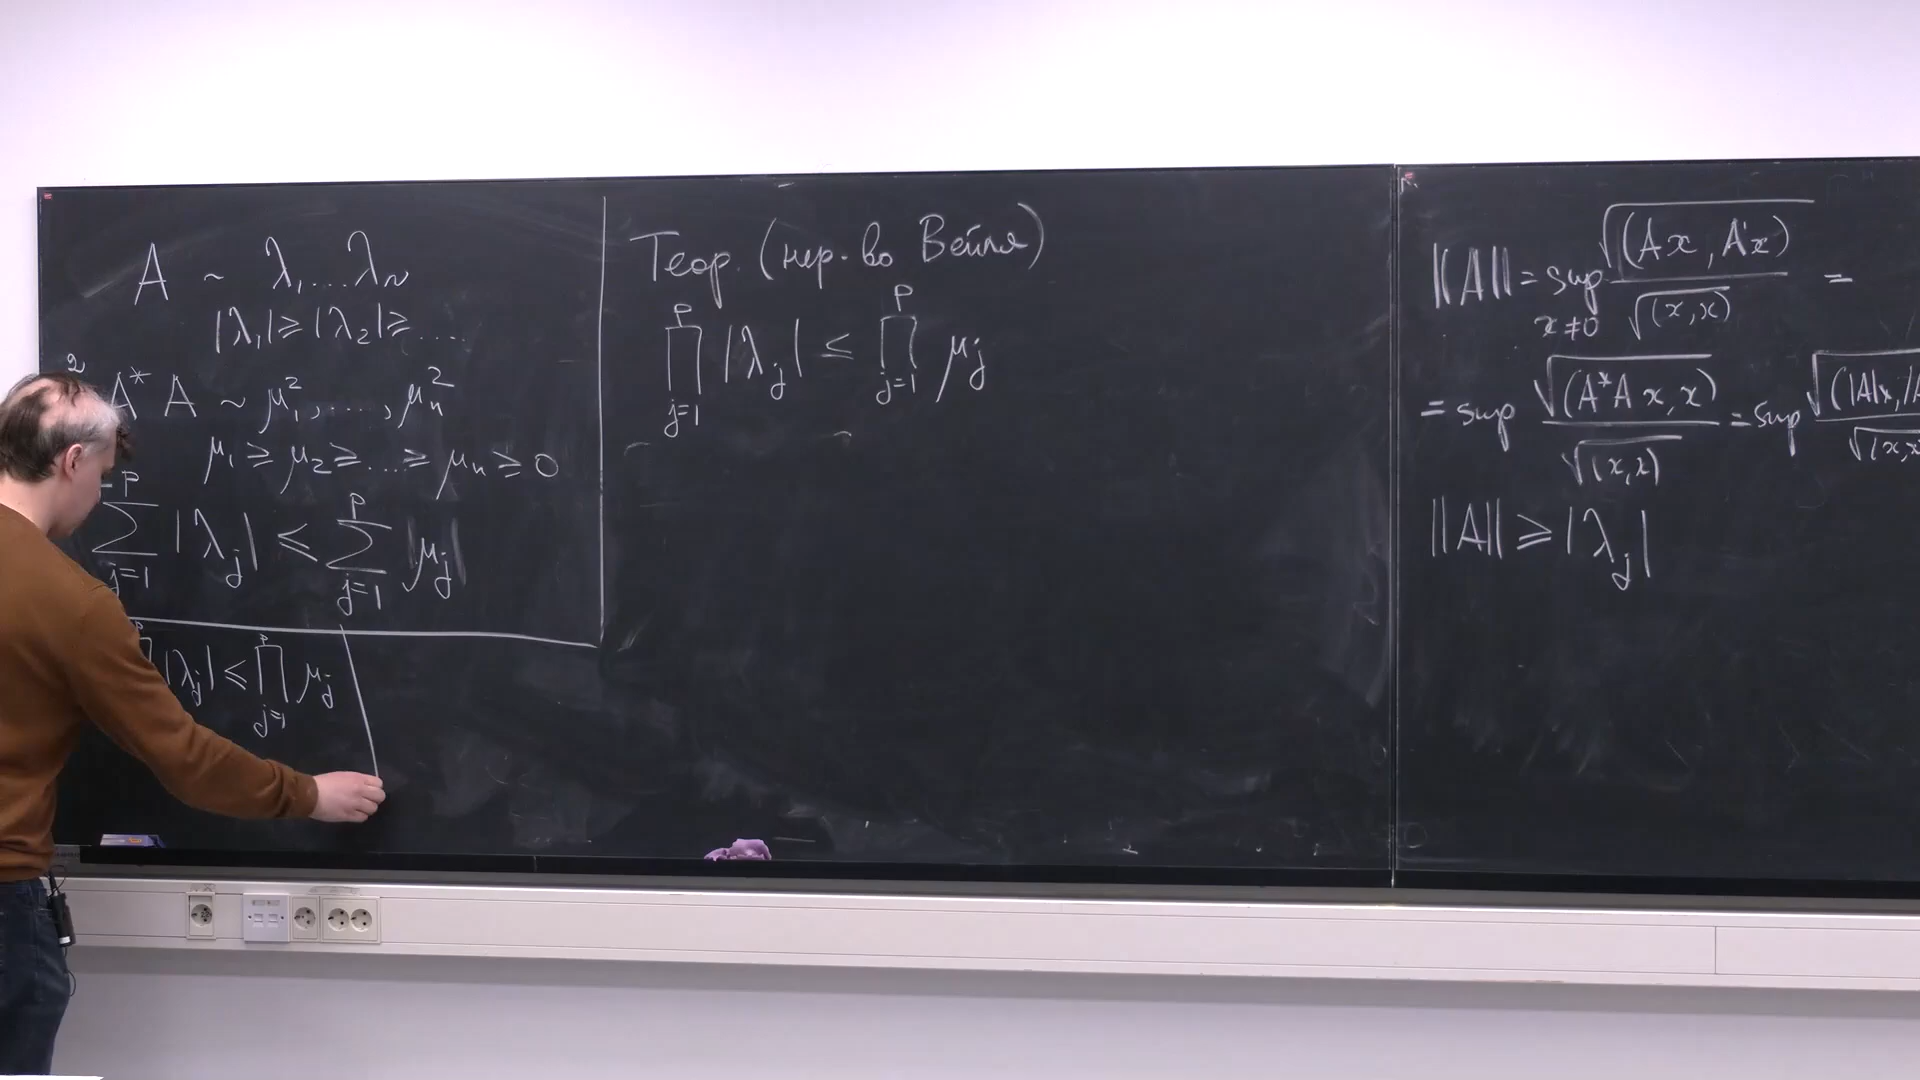 A ~ λ₁...λₙ
|λ₁| ≥ |λ₂| ≥ ....
2
A* A ~ μ₁², ..., μₙ²
μ₁ ≥ μ₂ ≥ ... ≥ μₙ ≥ 0
∑_{j=1}^{p} |λ_j| ≤ ∑_{j=1}^{p} |μ_j|
|λ_j| ≤ ∏_{j=1}^{p} μ_j
Теор. (нер-во Вейля)
∏_{j=1}^{p} |λ_j| ≤ ∏_{j=1}^{p} μ_j
||A|| = sup_{x≠0} √(Ax, Ax) / √(x,x) =
= sup √(A*A x, x) / √(x,x) = sup √(|A|x, |A / √(x,x
||A|| ≥ |λ_j|